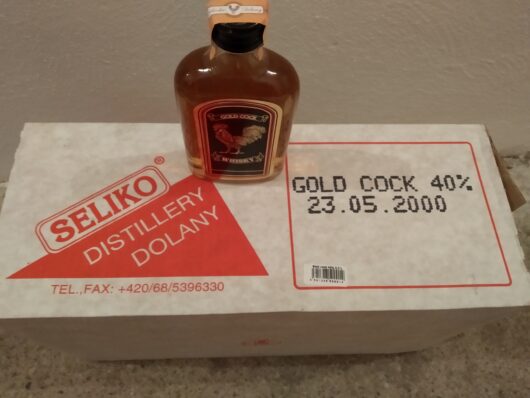 GOLD COCK
WHISKY
SELIKO®
DISTILLERY
DOLANY
TEL.,FAX: +420/68/5396330
GOLD COCK 40%
23.05.2000